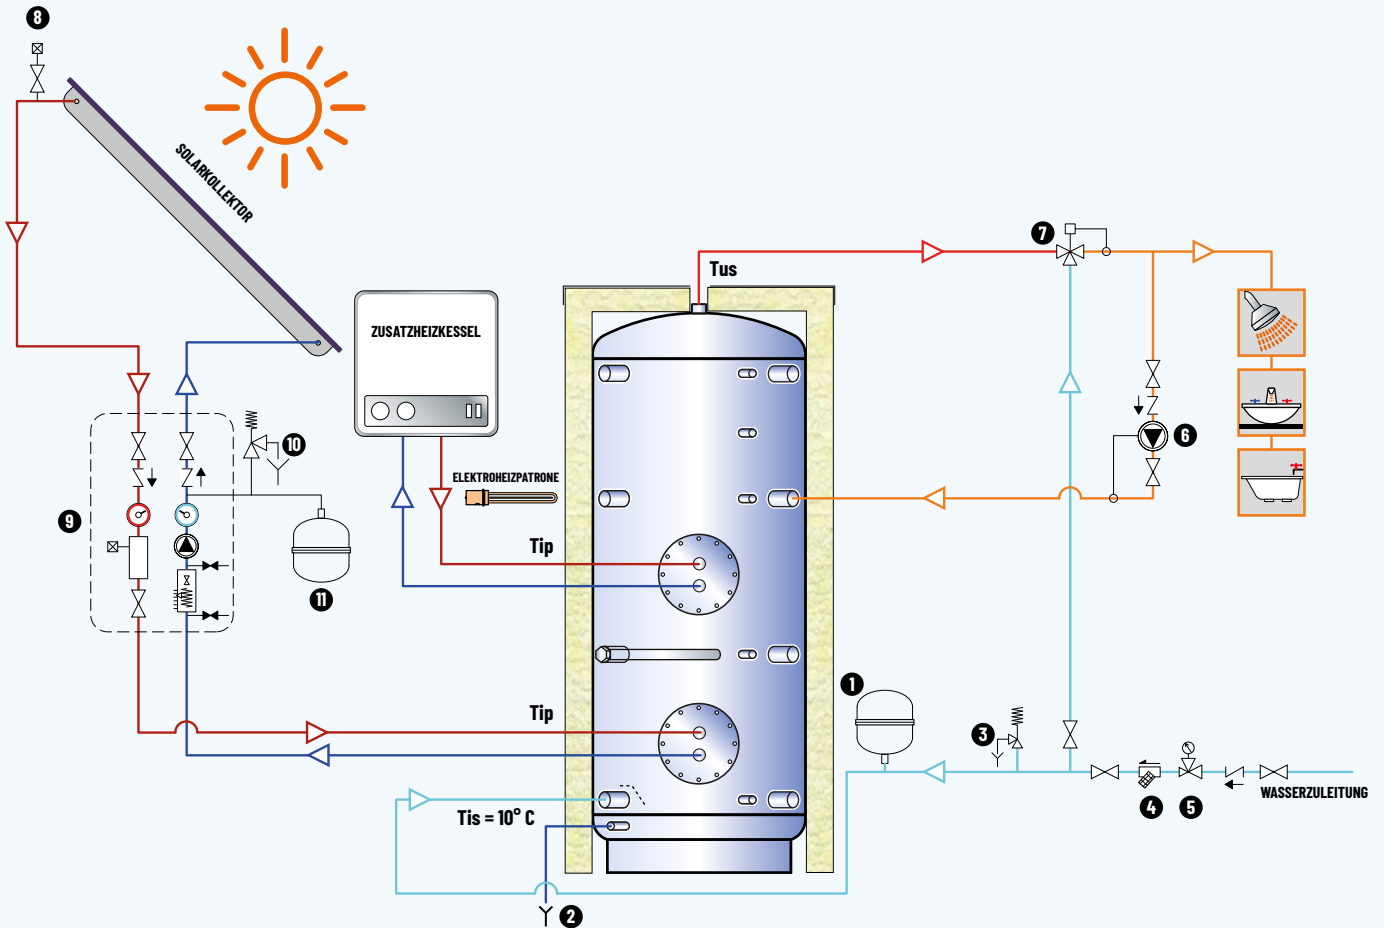 8
SOLARKOLLEKTOR
7
Tus
ZUSATZHEIZKESSEL
6
10
ELEKTROHEIZPATRONE
9
Tip
11
1
Tip
3
WASSERZULEITUNG
4
5
Tis = 10° C
2